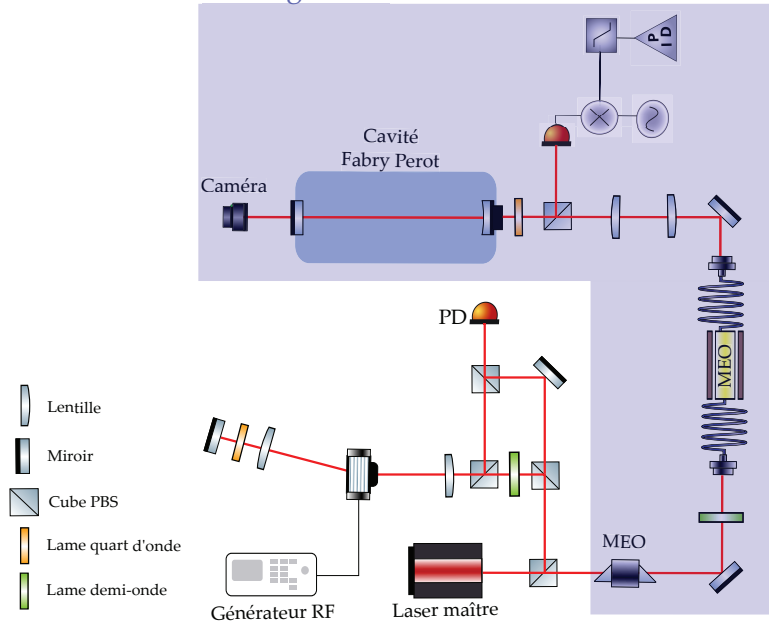 P
I D
Cavité
Fabry Perot
Caméra
PD
MEO
Lentille
Miroir
Cube PBS
Lame quart d'onde
Lame demi-onde
MEO
Générateur RF
Laser maître